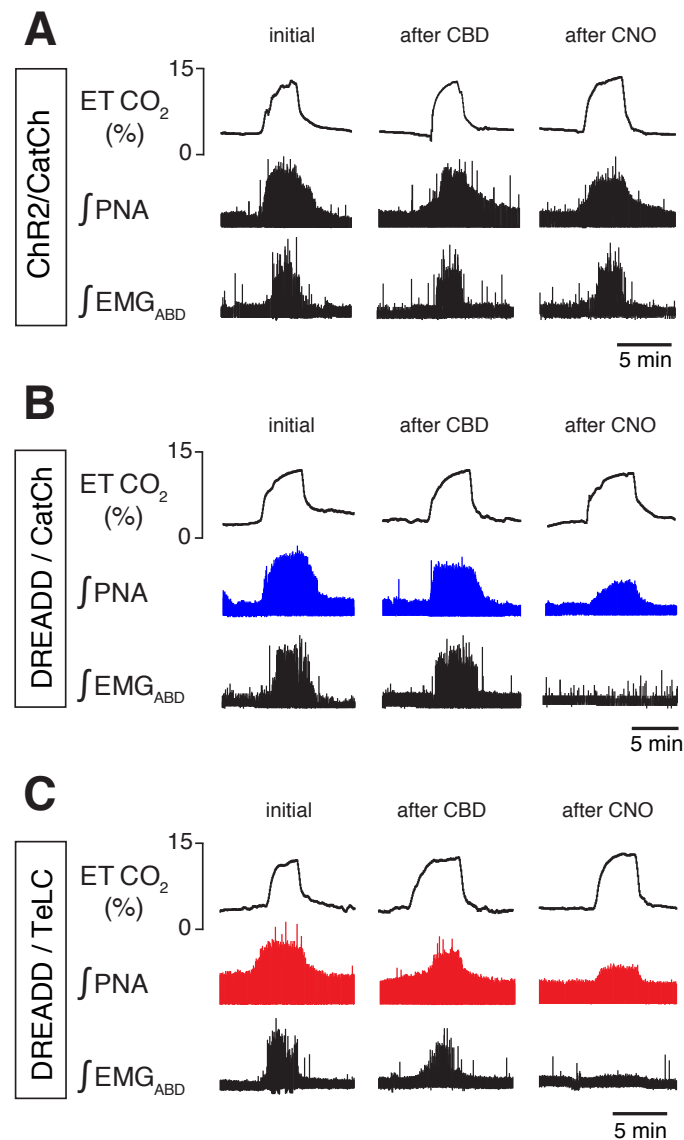 A
initial after CBD after CNO
ChR2/CatCh
15
ET CO2
(%)
0
∫PNA
∫EMGABD
5 min
B
initial after CBD after CNO
DREADD / CatCh
15
ET CO2
(%)
0
∫PNA
∫EMGABD
5 min
C
initial after CBD after CNO
DREADD / TeLC
15
ET CO2
(%)
0
∫PNA
∫EMGABD
5 min